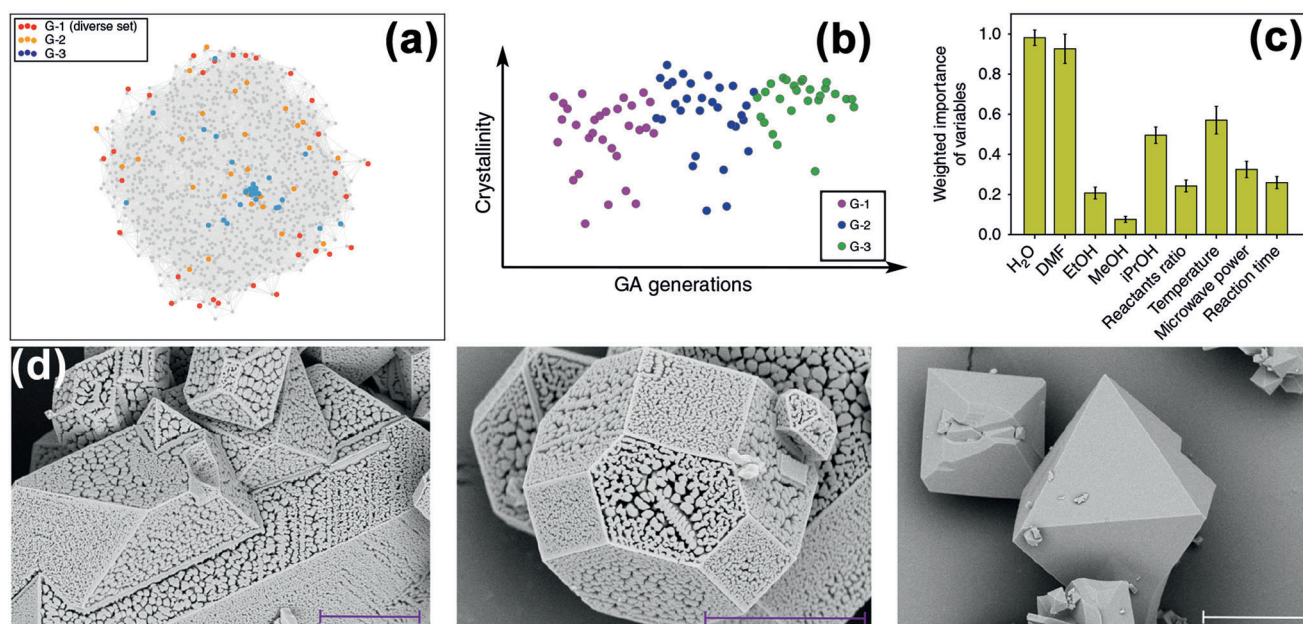 G-1 (diverse set)
G-2
G-3
(a)
(b)
Crystallinity
GA generations
G-1
G-2
G-3
(c)
Weighted importance
of variables
1.0
0.8
0.6
0.4
0.2
0.0
H₂O
DMF
EtOH
MeOH
iPrOH
Reactants ratio
Temperature
Microwave power
Reaction time
(d)